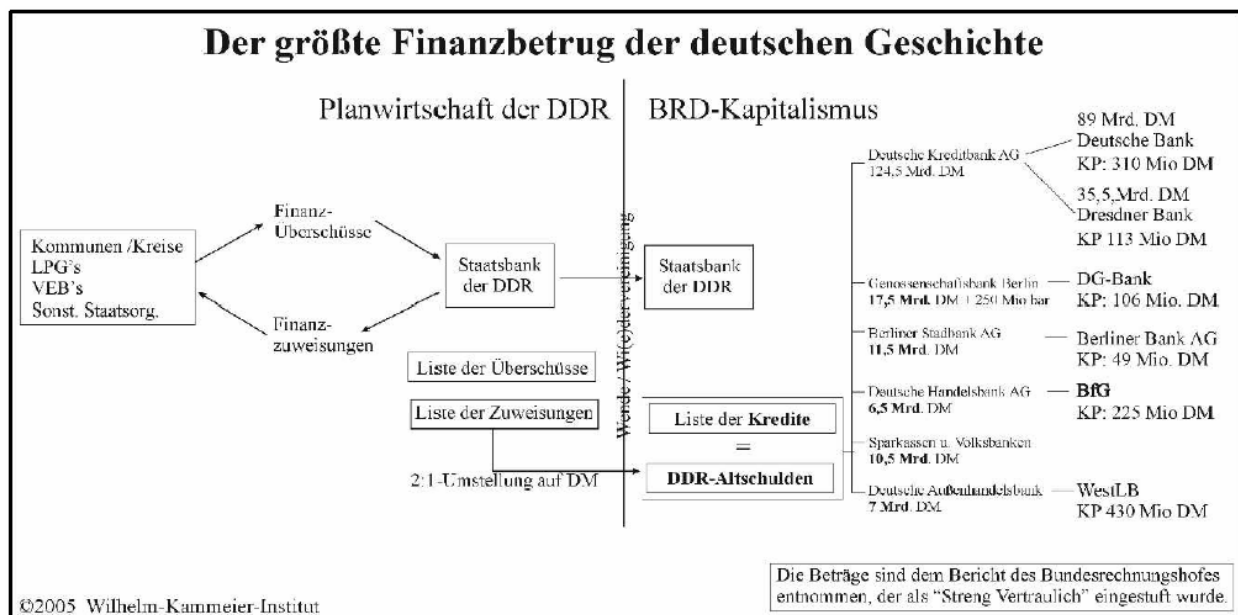 Der größte Finanzbetrug der deutschen Geschichte
Planwirtschaft der DDR
BRD-Kapitalismus
Kommunen /Kreise
LPG's
VEB's
Sonst. Staatsorg.
Finanz-
Überschüsse
Finanz-
zuweisungen
Staatsbank
der DDR
Liste der Überschüsse
Liste der Zuweisungen
2:1-Umstellung auf DM
Wende / Wi(e)dervereinigung
Staatsbank
der DDR
Liste der Kredite
=
DDR-Altschulden
Deutsche Kreditbank AG
124,5 Mrd. DM
89 Mrd. DM
Deutsche Bank
KP: 310 Mio DM
35,5,Mrd. DM
Dresdner Bank
KP 113 Mio DM
Genossenschaftsbank Berlin
17,5 Mrd. DM + 250 Mio bar
DG-Bank
KP: 106 Mio. DM
Berliner Stadbank AG
11,5 Mrd. DM
Berliner Bank AG
KP: 49 Mio. DM
Deutsche Handelsbank AG
6,5 Mrd. DM
BfG
KP: 225 Mio DM
Sparkassen u. Volksbanken
10,5 Mrd. DM
Deutsche Außenhandelsbank
7 Mrd. DM
WestLB
KP 430 Mio DM
Die Beträge sind dem Bericht des Bundesrechnungshofes
entnommen, der als "Streng Vertraulich" eingestuft wurde.
©2005 Wilhelm-Kammeier-Institut